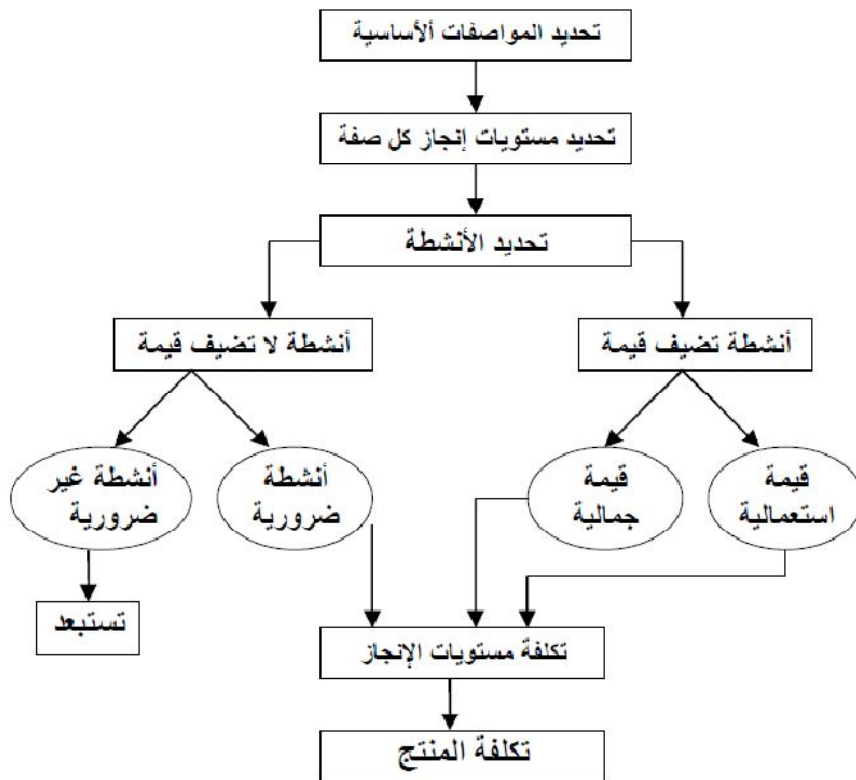 تحديد المواصفات ألأساسية
تحديد مستويات إنجاز كل صفة
تحديد الأنشطة
أنشطة تضيف قيمة
أنشطة لا تضيف قيمة
قيمة
استعمالية
قيمة
جمالية
أنشطة
ضرورية
أنشطة غير
ضرورية
تستبعد
تكلفة مستويات الإنجاز
تكلفة المنتج